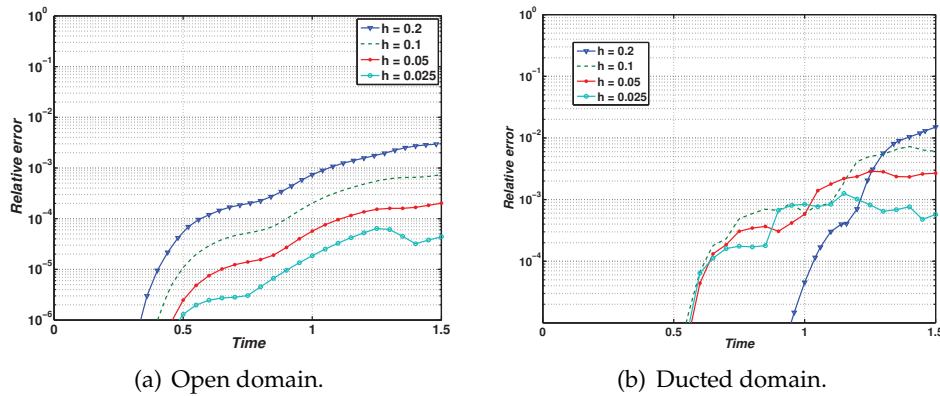 10^0
10^-1
10^-2
10^-3
10^-4
10^-5
10^-6
Relative error
0
0.5
1
1.5
Time
h = 0.2
h = 0.1
h = 0.05
h = 0.025
(a) Open domain.
10^0
10^-1
10^-2
10^-3
10^-4
Relative error
0
0.5
1
1.5
Time
h = 0.2
h = 0.1
h = 0.05
h = 0.025
(b) Ducted domain.